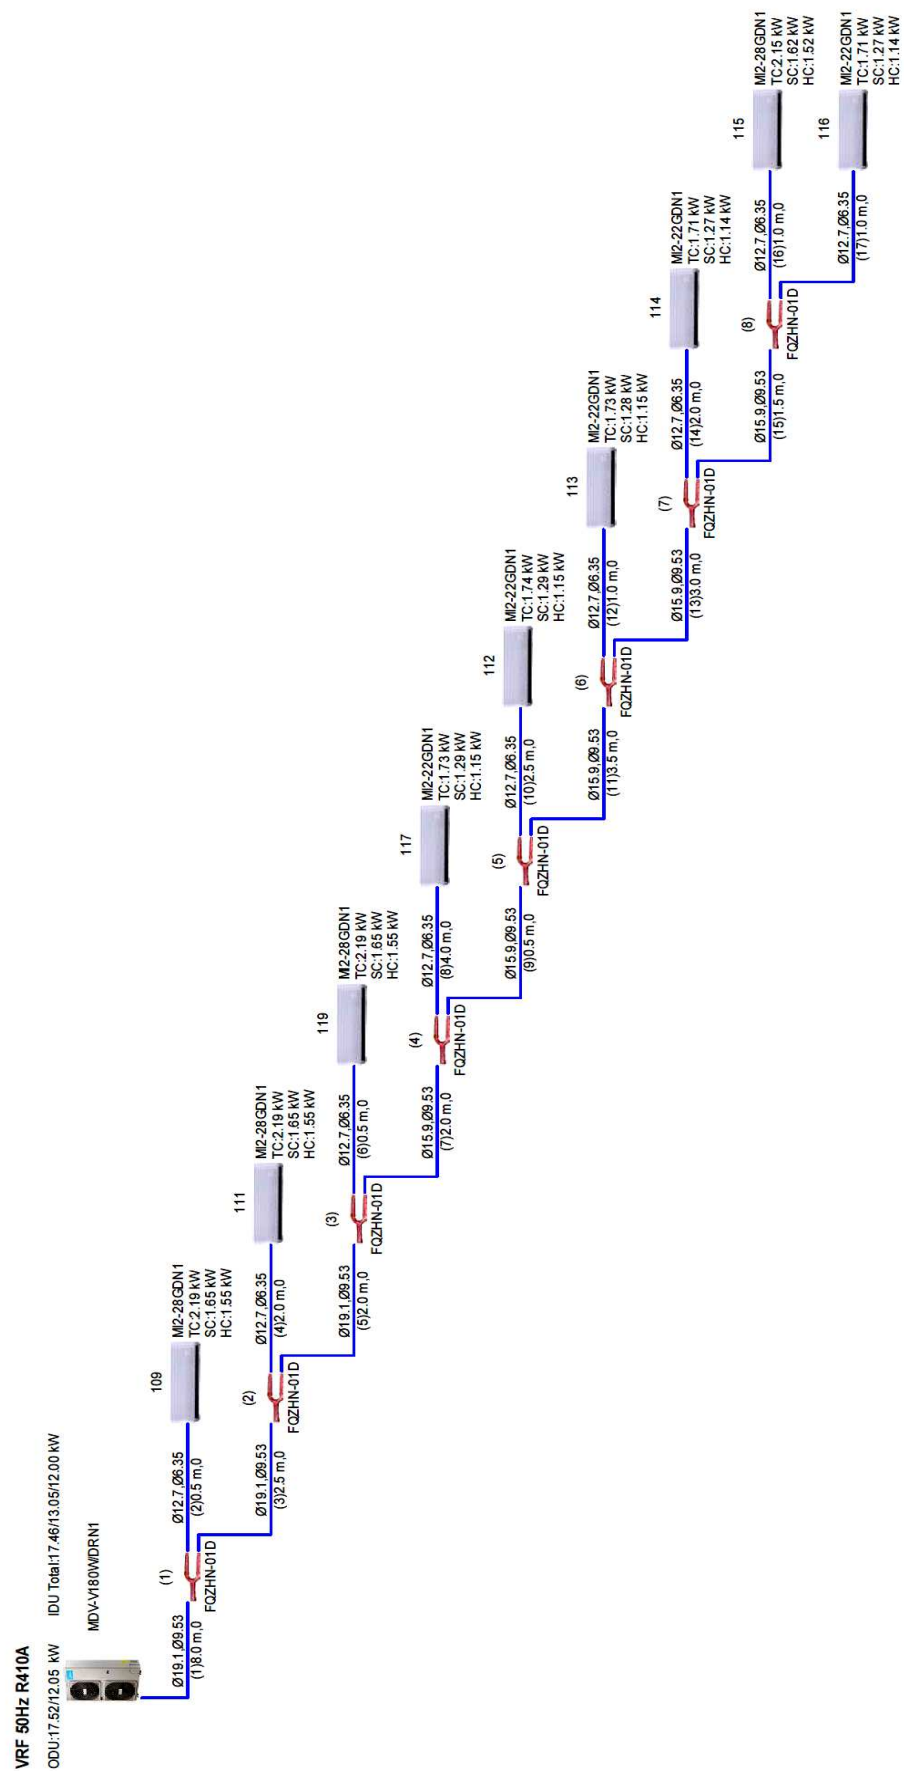 VRF 50Hz R410A
ODU:17.52/12.05 kW IDU Total:17.46/13.05/12.00 kW
MDV-V180W/DRN1
Ø19.1,Ø9.53
(1)8.0 m,0
(1)
FQZHN-01D
Ø12.7,Ø6.35
(2)0.5 m,0
109
MI2-28GDN1
TC:2.19 kW
SC:1.65 kW
HC:1.55 kW
Ø19.1,Ø9.53
(3)2.5 m,0
(2)
FQZHN-01D
Ø12.7,Ø6.35
(4)2.0 m,0
111
MI2-28GDN1
TC:2.19 kW
SC:1.65 kW
HC:1.55 kW
Ø19.1,Ø9.53
(5)2.0 m,0
(3)
FQZHN-01D
Ø12.7,Ø6.35
(6)0.5 m,0
119
MI2-28GDN1
TC:2.19 kW
SC:1.65 kW
HC:1.55 kW
Ø15.9,Ø9.53
(7)2.0 m,0
(4)
FQZHN-01D
Ø12.7,Ø6.35
(8)4.0 m,0
117
MI2-22GDN1
TC:1.73 kW
SC:1.29 kW
HC:1.15 kW
Ø15.9,Ø9.53
(9)0.5 m,0
(5)
FQZHN-01D
Ø12.7,Ø6.35
(10)2.5 m,0
112
MI2-22GDN1
TC:1.74 kW
SC:1.29 kW
HC:1.15 kW
Ø15.9,Ø9.53
(11)3.5 m,0
(6)
FQZHN-01D
Ø12.7,Ø6.35
(12)1.0 m,0
113
MI2-22GDN1
TC:1.73 kW
SC:1.28 kW
HC:1.15 kW
Ø15.9,Ø9.53
(13)3.0 m,0
(7)
FQZHN-01D
Ø12.7,Ø6.35
(14)2.0 m,0
114
MI2-22GDN1
TC:1.71 kW
SC:1.27 kW
HC:1.14 kW
Ø15.9,Ø9.53
(15)1.5 m,0
(8)
FQZHN-01D
Ø12.7,Ø6.35
(16)1.0 m,0
115
MI2-28GDN1
TC:2.15 kW
SC:1.62 kW
HC:1.52 kW
Ø12.7,Ø6.35
(17)1.0 m,0
116
MI2-22GDN1
TC:1.71 kW
SC:1.27 kW
HC:1.14 kW